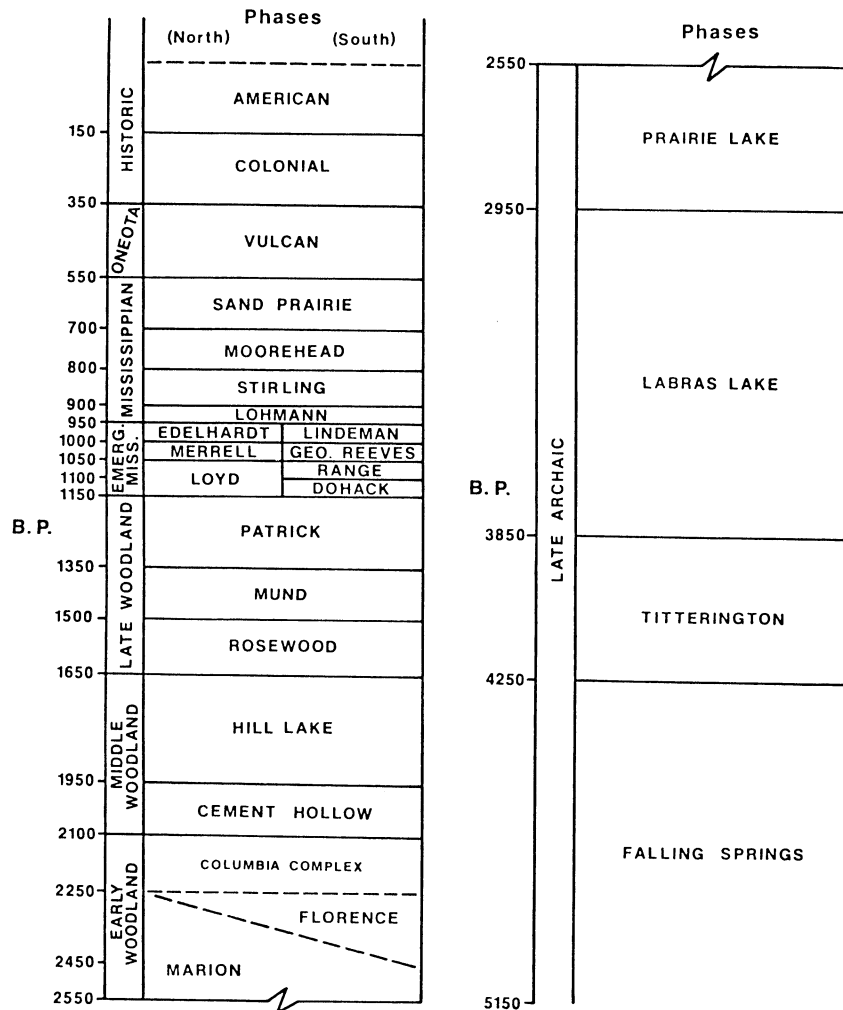 Phases
(North) (South)
HISTORIC
AMERICAN
150
COLONIAL
350
ONEOTA
VULCAN
550
MISSISSIPPIAN
SAND PRAIRIE
700
MOOREHEAD
800
STIRLING
900
LOHMANN
950
EMERG. MISS.
EDELHARDT LINDEMAN
1000
MERRELL GEO. REEVES
1050
LOYD RANGE
1100
DOHACK
1150
B.P.
LATE WOODLAND
PATRICK
1350
MUND
1500
ROSEWOOD
1650
MIDDLE WOODLAND
HILL LAKE
1950
CEMENT HOLLOW
2100
EARLY WOODLAND
COLUMBIA COMPLEX
2250
FLORENCE
2450
MARION
2550
Phases
2550
PRAIRIE LAKE
2950
LABRAS LAKE
B.P.
LATE ARCHAIC
3850
TITTERINGTON
4250
FALLING SPRINGS
5150